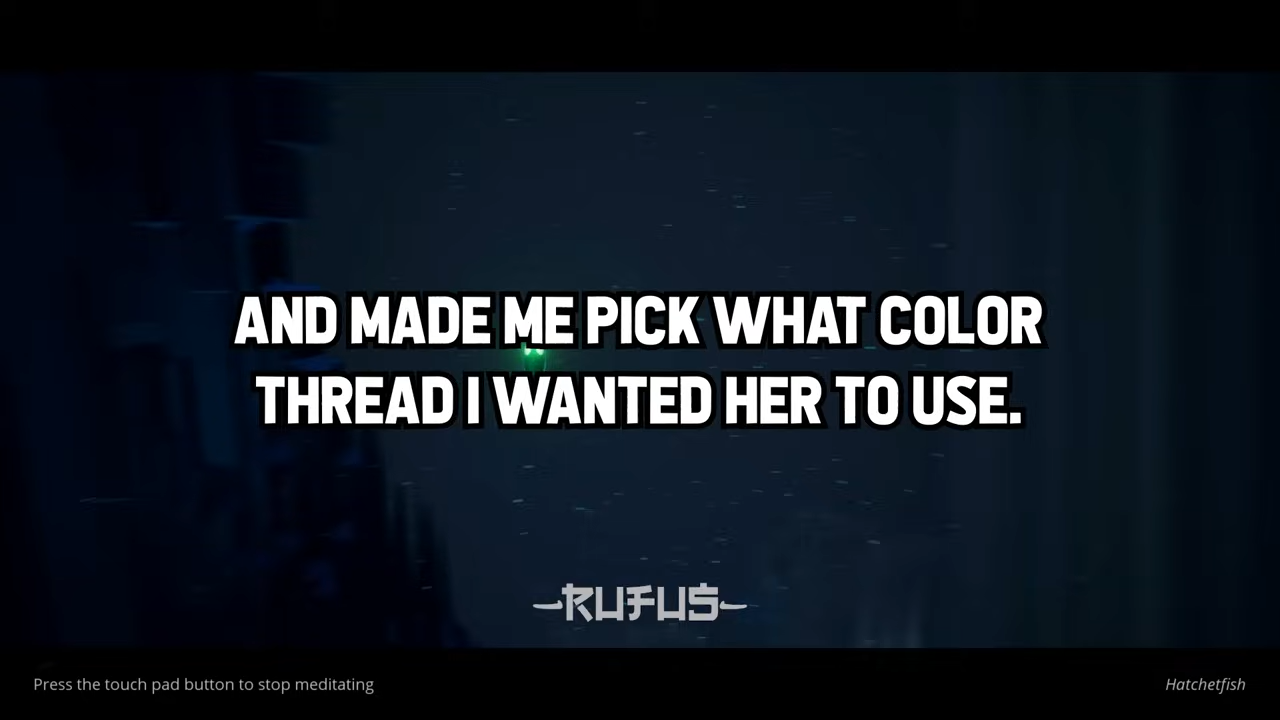 AND MADE ME PICK WHAT COLOR
THREAD I WANTED HER TO USE.
-RUFUS-
Press the touch pad button to stop meditating
Hatchetfish